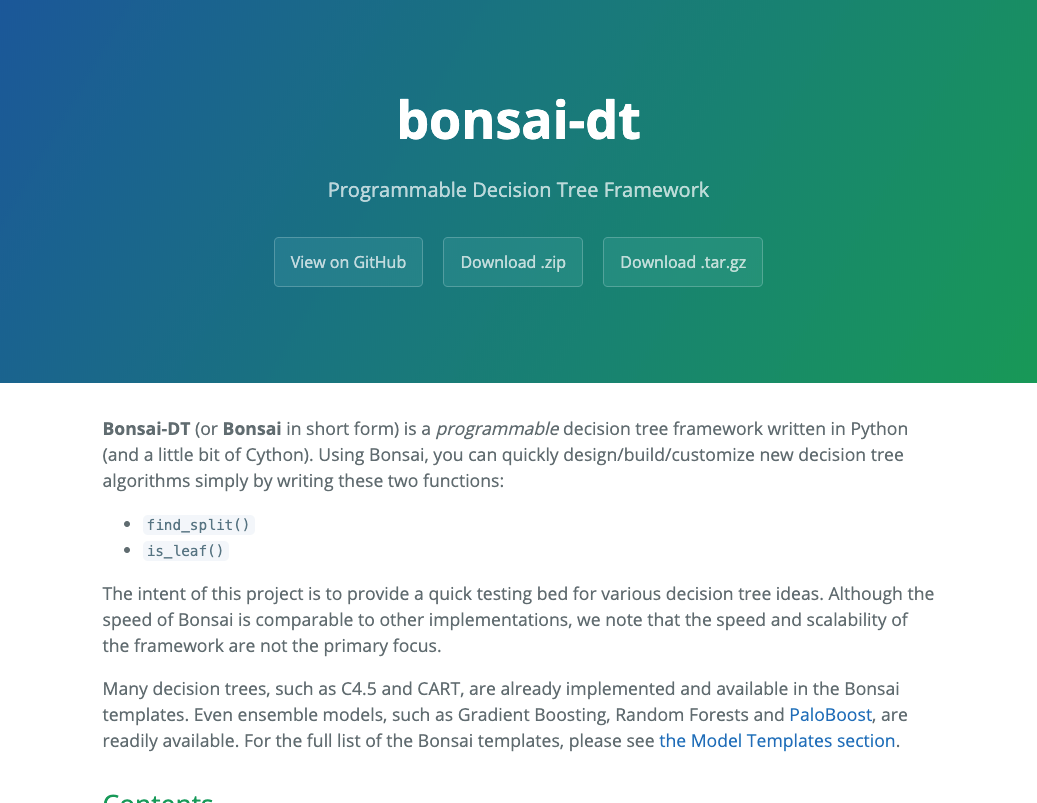 bonsai-dt
Programmable Decision Tree Framework
View on GitHub
Download .zip
Download .tar.gz
Bonsai-DT (or Bonsai in short form) is a programmable decision tree framework written in Python
(and a little bit of Cython). Using Bonsai, you can quickly design/build/customize new decision tree
algorithms simply by writing these two functions:
find_split()
is_leaf()
The intent of this project is to provide a quick testing bed for various decision tree ideas. Although the
speed of Bonsai is comparable to other implementations, we note that the speed and scalability of
the framework are not the primary focus.
Many decision trees, such as C4.5 and CART, are already implemented and available in the Bonsai
templates. Even ensemble models, such as Gradient Boosting, Random Forests and PaloBoost, are
readily available. For the full list of the Bonsai templates, please see the Model Templates section.
Contents